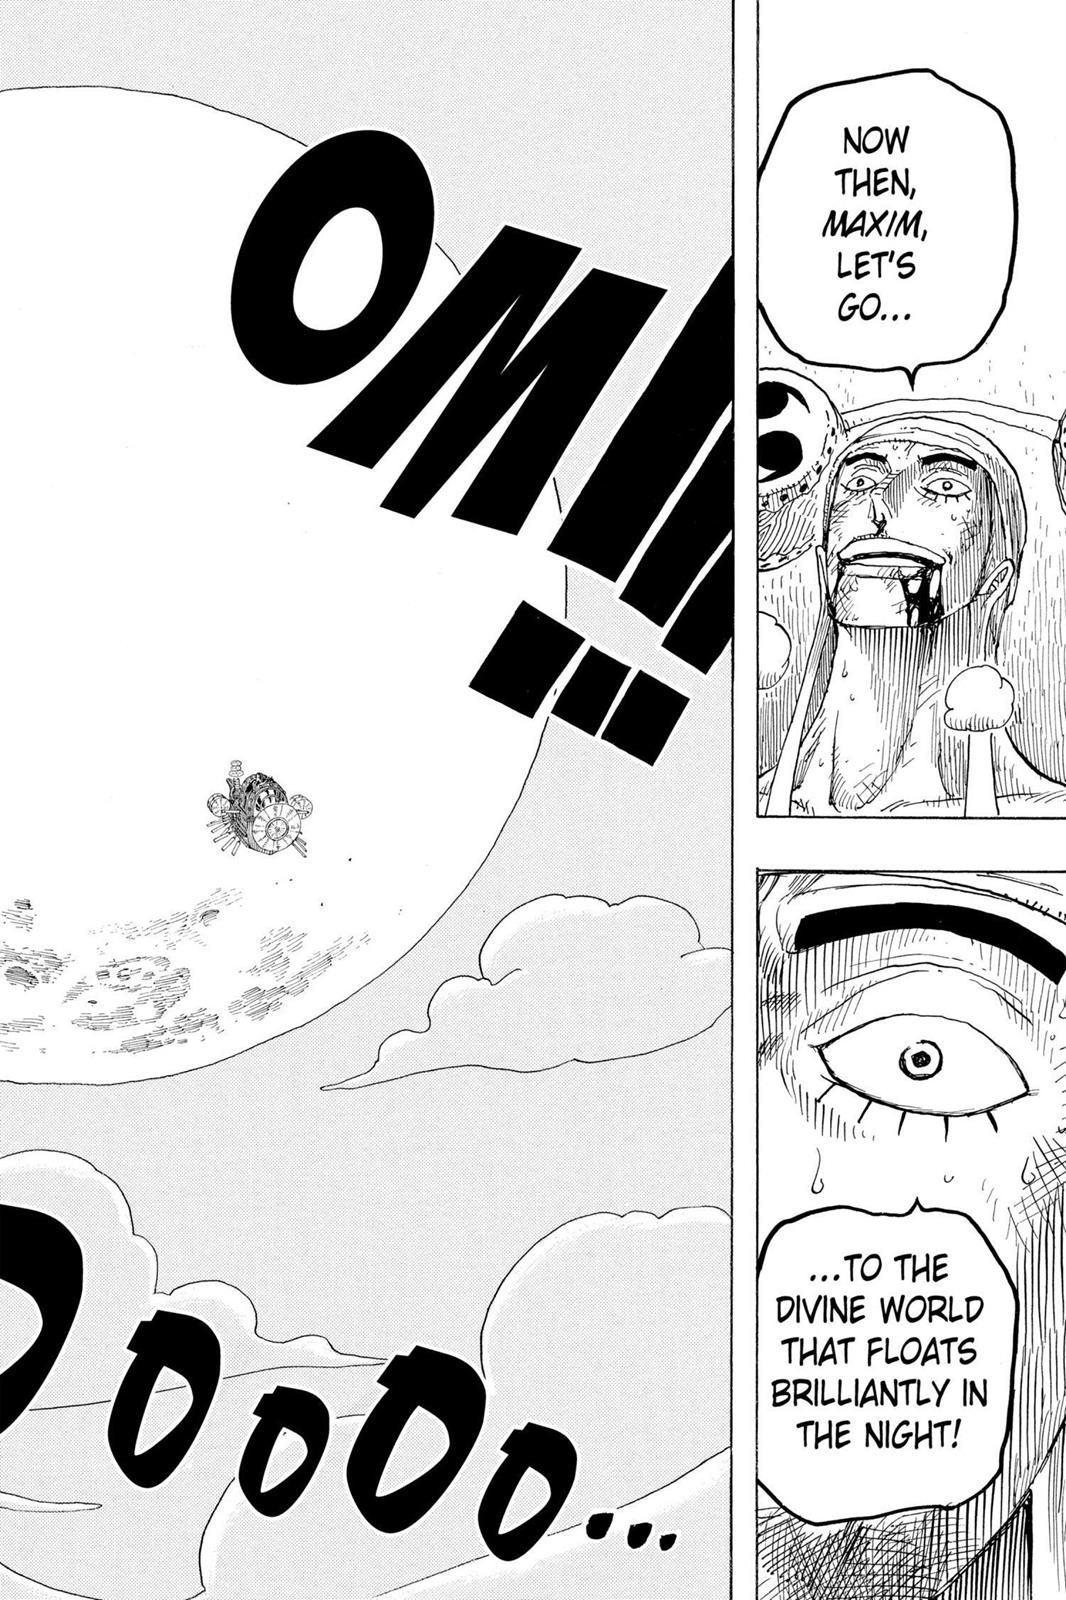 NOW
THEN,
MAXIM,
LET'S
GO...
...TO THE
DIVINE WORLD
THAT FLOATS
BRILLIANTLY IN
THE NIGHT!
OM!!!
OOOOO...